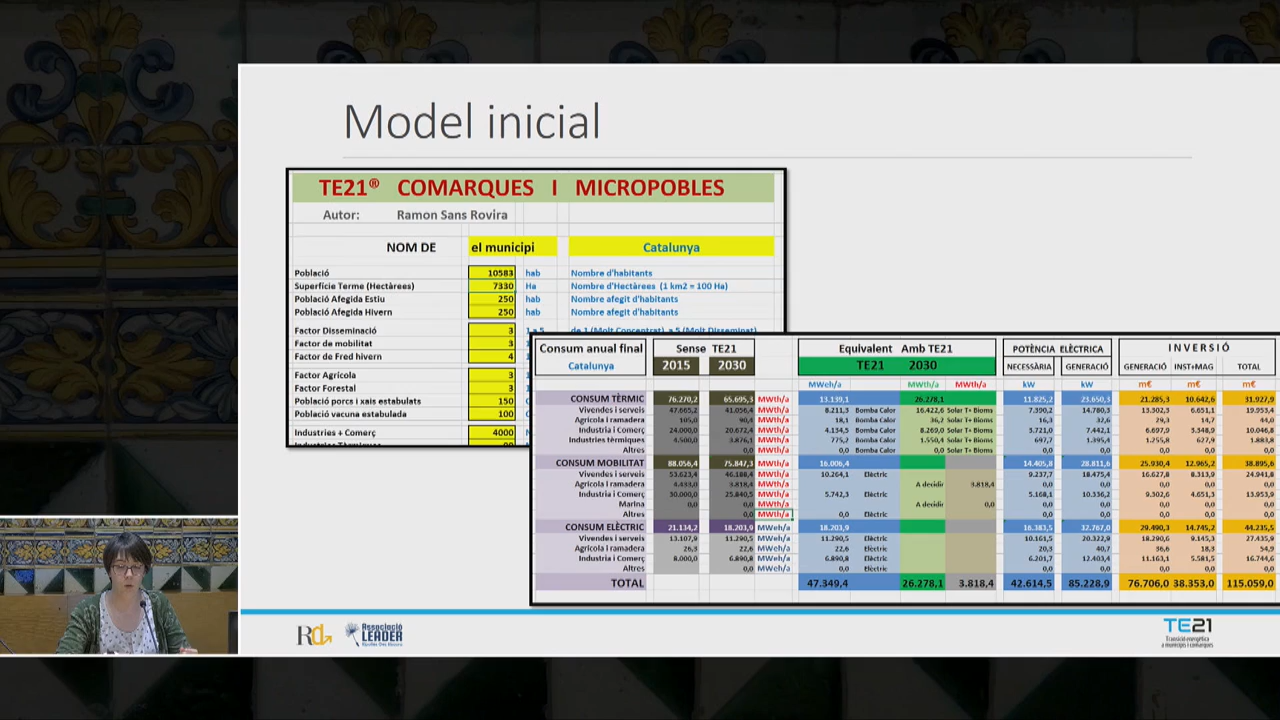 Model inicial
TE21® COMARQUES I MICROPOBLES
Autor: Ramon Sans Rovira
NOM DE el municipi Catalunya
Població 10583 hab Nombre d'habitants
Superfície Terme (Hectàrees) 7330 Ha Nombre d'Hectàrees (1 km2 = 100 Ha)
Població Afegida Estiu 250 hab Nombre afegit d'habitants
Població Afegida Hivern 250 hab Nombre afegit d'habitants
Factor Disseminació 3 1 a 5 de 1 (Molt Concentrat) a 5 (Molt Disseminat)
Factor de mobilitat 3
Factor de Fred hivern 4
Factor Agrícola 3
Factor Forestal 3
Població porcs i xais estabulats 150
Població vacuna estabulada 100
Industries + Comerç 4000
Consum anual final Sense TE21 Equivalent Amb TE21 POTÈNCIA ELÈCTRICA INVERSIÓ
Catalunya 2015 2030 TE21 2030 NECESSÀRIA GENERACIÓ GENERACIÓ INST+MAG TOTAL
MWeh/a MWth/a MWth/a kW kW m€ m€ m€
CONSUM TÈRMIC 76.270,2 65.695,3 MWth/a 13.139,1 26.278,1 11.825,2 23.650,3 21.285,3 10.642,6 31.927,9
Vivendes i serveis 47.665,2 41.056,4 MWth/a 8.211,3 Bomba Calor 16.422,6 Solar T+ Bioms 7.390,2 14.780,3 13.302,3 6.651,1 19.953,4
Agrícola i ramadera 105,0 90,4 MWth/a 18,1 Bomba Calor 36,2 Solar T+ Bioms 16,3 32,6 29,3 14,7 44,0
Industria i Comerç 24.000,0 20.672,4 MWth/a 4.134,5 Bomba Calor 8.269,0 Solar T+ Bioms 3.721,0 7.442,1 6.697,9 3.348,9 10.046,8
Industries tèrmiques 4.500,0 3.876,1 MWth/a 775,2 Bomba Calor 1.550,4 Solar T+ Bioms 697,7 1.395,4 1.255,8 627,9 1.883,8
Altres 0,0 MWth/a 0,0 Bomba Calor 0,0 Solar T+ Bioms 0,0 0,0 0,0 0,0 0,0
CONSUM MOBILITAT 88.056,4 75.847,3 MWth/a 16.006,4 14.405,8 28.811,6 25.930,4 12.965,2 38.895,6
Vivendes i serveis 53.623,4 46.188,4 MWth/a 10.264,1 Elèctric 9.237,7 18.475,4 16.627,8 8.313,9 24.941,8
Agrícola i ramadera 4.433,0 3.818,4 MWth/a A decidir 3.818,4 0,0 0,0 0,0 0,0 0,0
Industria i Comerç 30.000,0 25.840,5 MWth/a 5.742,3 Elèctric 5.168,1 10.336,2 9.302,6 4.651,3 13.953,9
Marina 0,0 0,0 MWth/a A decidir 0,0 0,0 0,0 0,0 0,0 0,0
Altres 0,0 MWth/a 0,0 Elèctric 0,0 0,0 0,0 0,0 0,0
CONSUM ELÈCTRIC 21.134,2 18.203,9 MWeh/a 18.203,9 16.383,5 32.767,0 29.490,3 14.745,2 44.235,5
Vivendes i serveis 13.107,9 11.290,5 MWeh/a 11.290,5 Elèctric 10.161,5 20.322,9 18.290,6 9.145,3 27.435,9
Agrícola i ramadera 26,3 22,6 MWeh/a 22,6 Elèctric 20,3 40,7 36,6 18,3 54,9
Industria i Comerç 8.000,0 6.890,8 MWeh/a 6.890,8 Elèctric 6.201,7 12.403,4 11.163,1 5.581,5 16.744,6
Altres 0,0 MWeh/a 0,0 Elèctric 0,0 0,0 0,0 0,0 0,0
TOTAL 47.349,4 26.278,1 3.818,4 42.614,5 85.228,9 76.706,0 38.353,0 115.059,0
Rd
Associació
LEADER
TE21
Transició energètica
a municipis i comarques